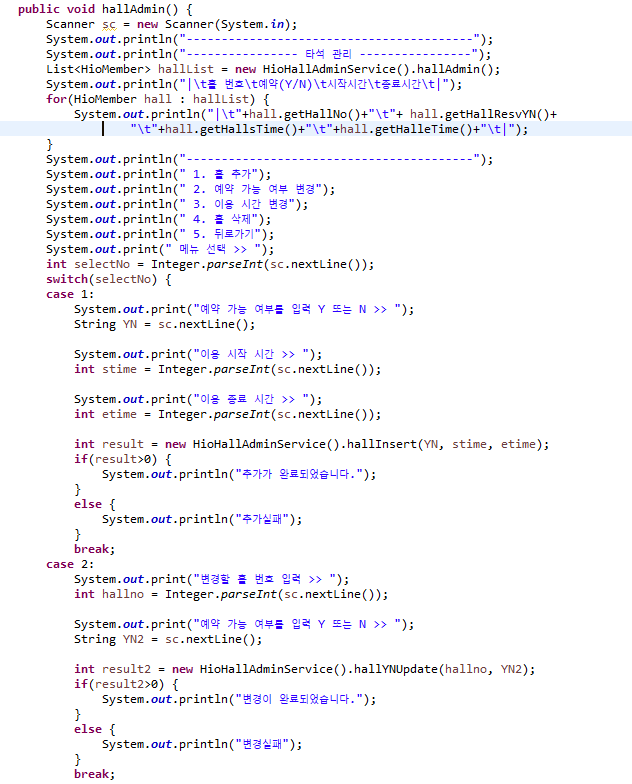 public void hallAdmin() {
Scanner sc = new Scanner(System.in);
System.out.println("-----------------------------------------");
System.out.println("---------------- 타석 관리 ----------------");
List<HioMember> hallList = new HioHallAdminService().hallAdmin();
System.out.println("|\t홀 번호\t예약(Y/N)\t시작시간\t종료시간\t|");
for(HioMember hall : hallList) {
System.out.println("|\t"+hall.getHallNo()+"\t"+ hall.getHallResvYN()+
"\t"+hall.getHallsTime()+"\t"+hall.getHalleTime()+"\t|");
}
System.out.println("-----------------------------------------");
System.out.println(" 1. 홀 추가");
System.out.println(" 2. 예약 가능 여부 변경");
System.out.println(" 3. 이용 시간 변경");
System.out.println(" 4. 홀 삭제");
System.out.println(" 5. 뒤로가기");
System.out.print(" 메뉴 선택 >> ");
int selectNo = Integer.parseInt(sc.nextLine());
switch(selectNo) {
case 1:
System.out.print("예약 가능 여부를 입력 Y 또는 N >> ");
String YN = sc.nextLine();
System.out.print("이용 시작 시간 >> ");
int stime = Integer.parseInt(sc.nextLine());
System.out.print("이용 종료 시간 >> ");
int etime = Integer.parseInt(sc.nextLine());
int result = new HioHallAdminService().hallInsert(YN, stime, etime);
if(result>0) {
System.out.println("추가가 완료되었습니다.");
}
else {
System.out.println("추가실패");
}
break;
case 2:
System.out.print("변경할 홀 번호 입력 >> ");
int hallno = Integer.parseInt(sc.nextLine());
System.out.print("예약 가능 여부를 입력 Y 또는 N >> ");
String YN2 = sc.nextLine();
int result2 = new HioHallAdminService().hallYNUpdate(hallno, YN2);
if(result2>0) {
System.out.println("변경이 완료되었습니다.");
}
else {
System.out.println("변경실패");
}
break;